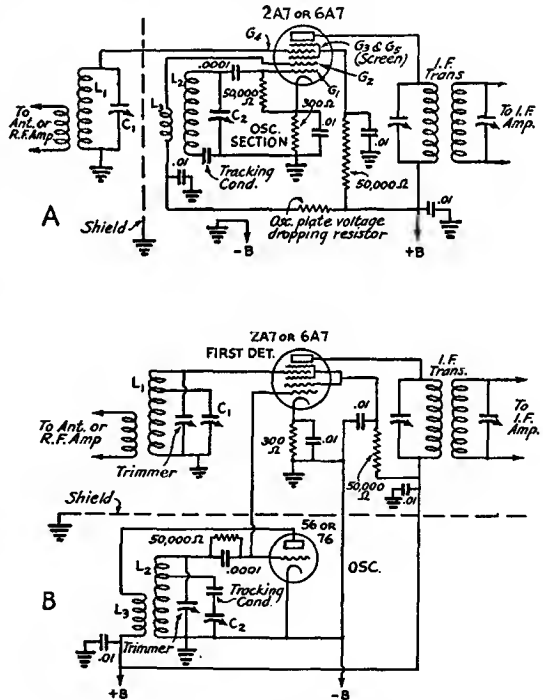 2A7 OR 6A7
G4
G3 & G5
(Screen)
G2
G1
I.F.
Trans.
.0001
L1
L2
L3
50,000
Ω
300
Ω
C1
C2
.01
OSC.
SECTION
To
Ant. or
R.F. Amp.
To I.F.
Amp.
.01
.01
Tracking
Cond.
50,000Ω
A
Shield
Osc. plate voltage
dropping resistor
-B
.01
+B
2A7 OR 6A7
FIRST DET.
I.F.
Trans.
L1
C1
.01
To
Ant. or
R.F. Amp
To
I.F.
Amp.
300
Ω
.01
50,000
Ω
Trimmer
.01
Shield
56 OR
76
50,000Ω
.0001
L2
OSC.
B
L3
Tracking
Cond.
C2
Trimmer
.01
+B
-B